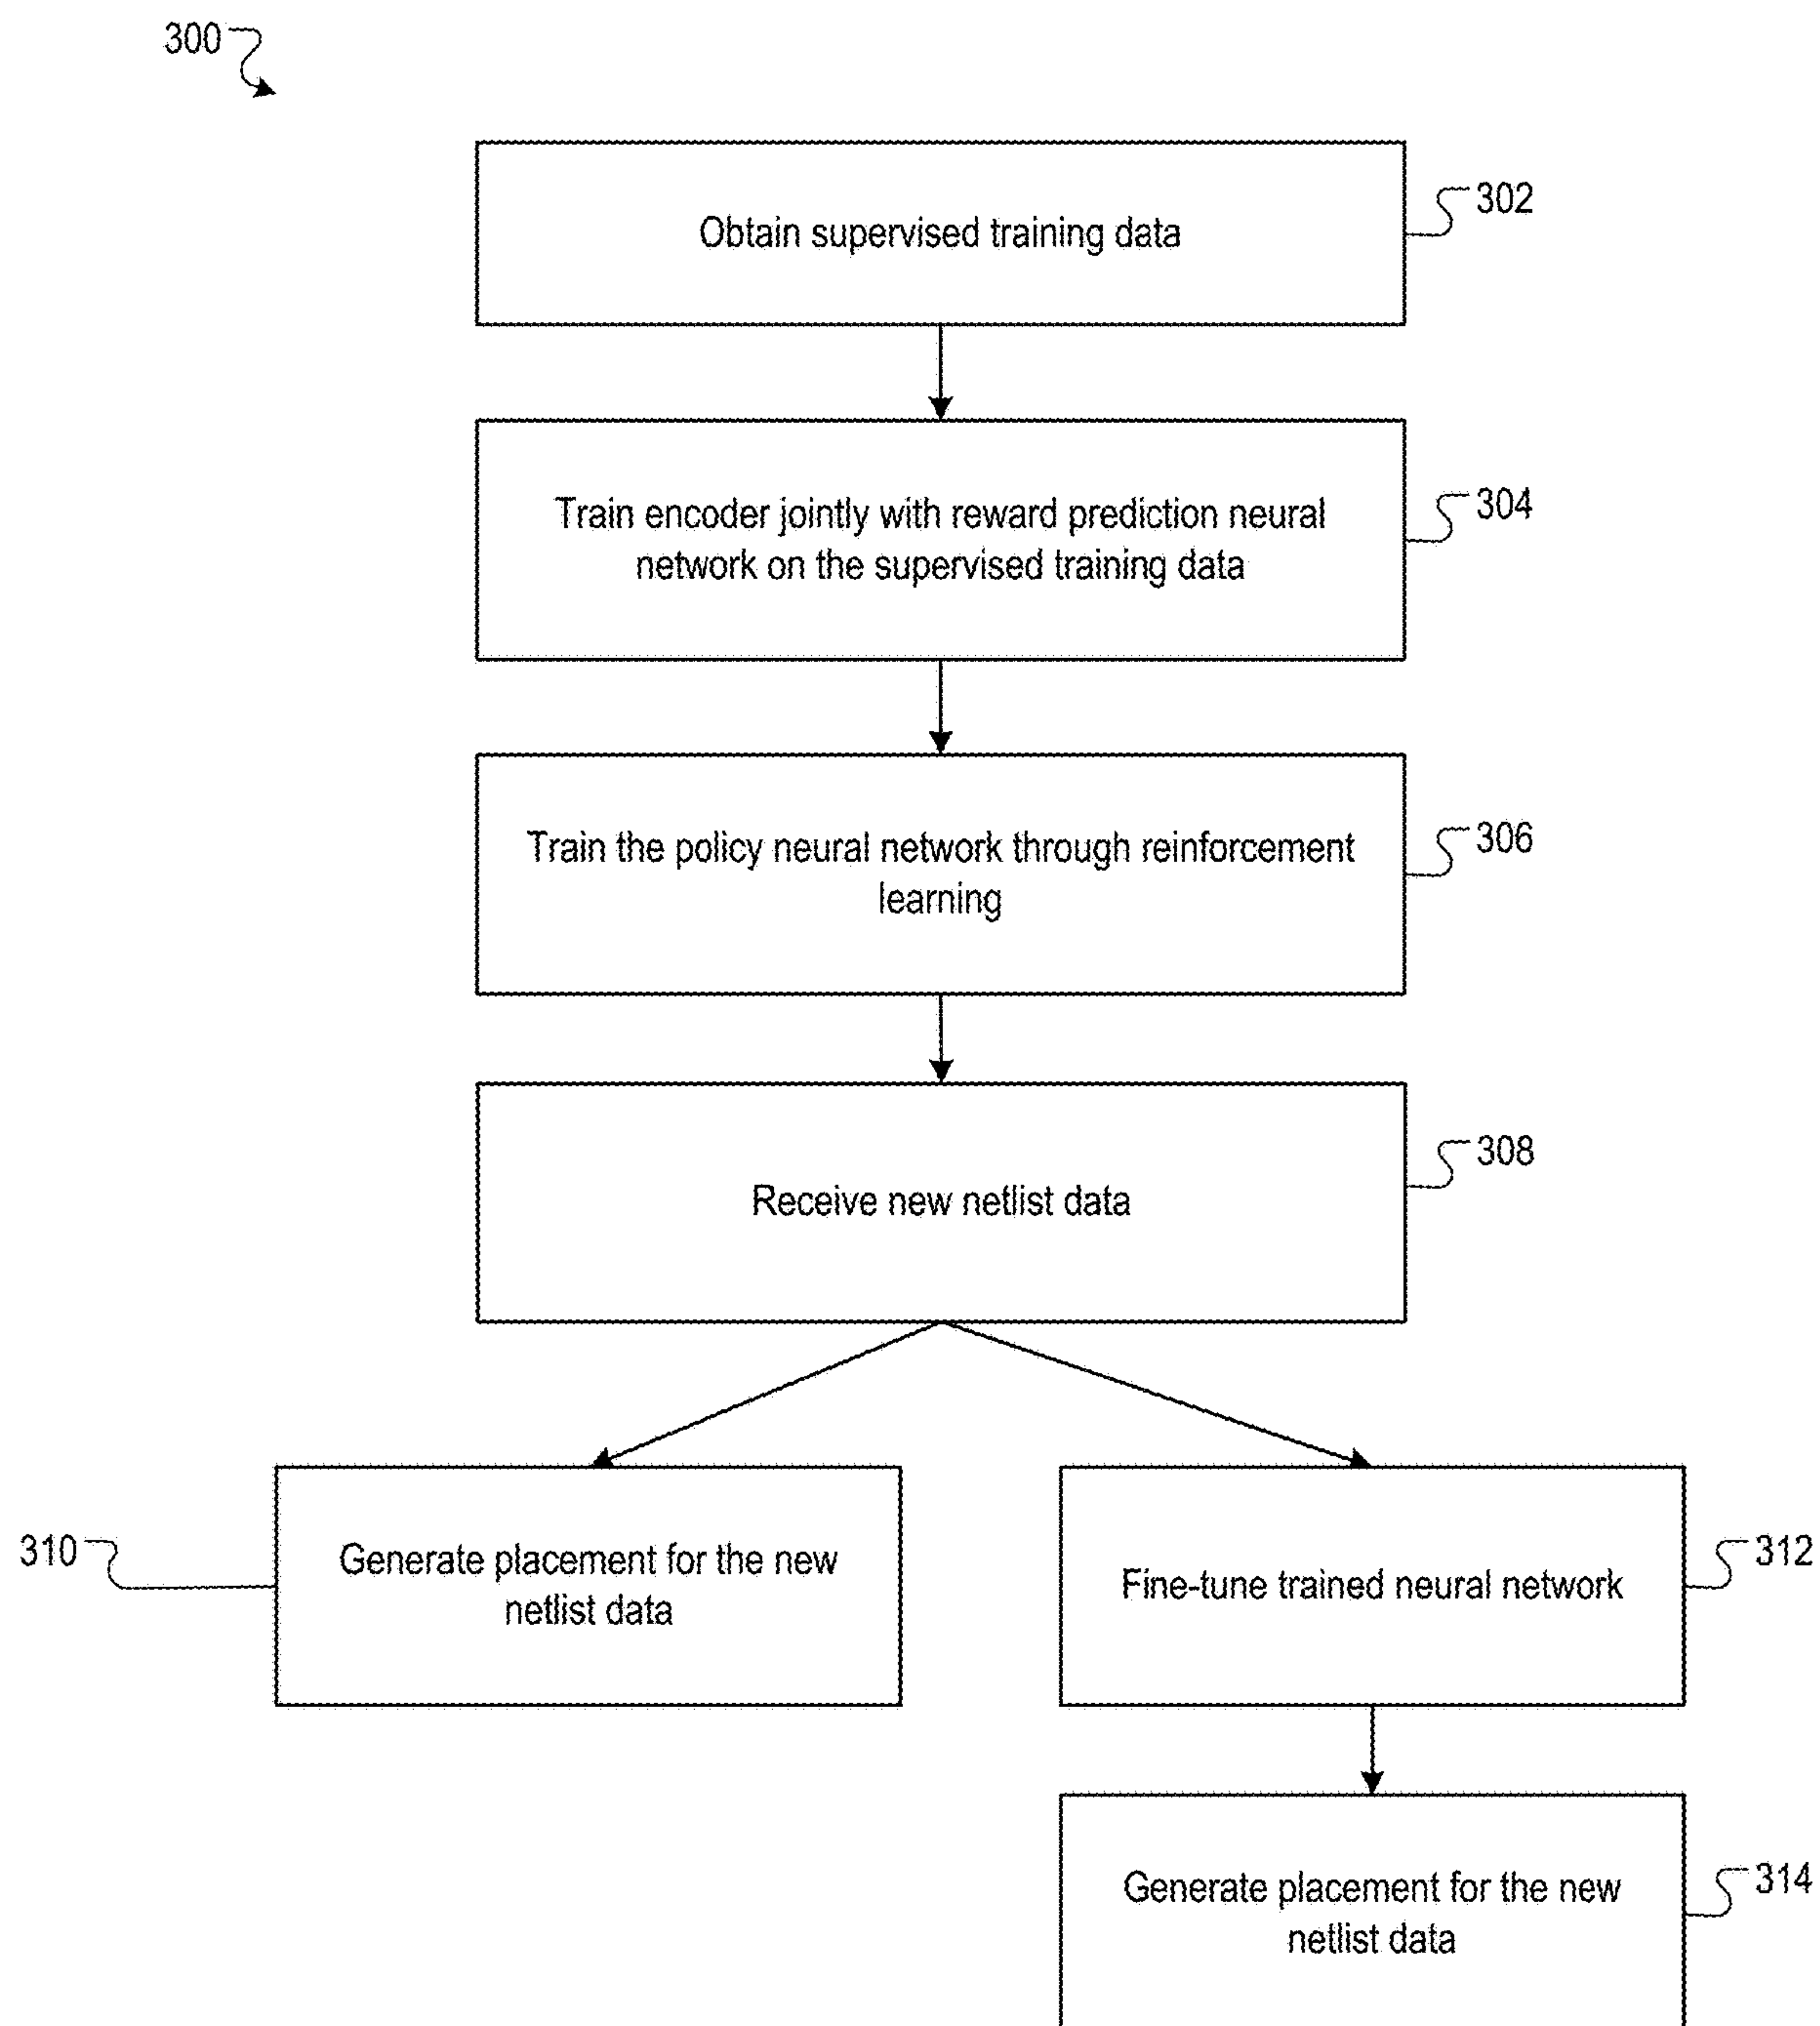 300
Obtain supervised training data
302
Train encoder jointly with reward prediction neural
network on the supervised training data
304
Train the policy neural network through reinforcement
learning
306
Receive new netlist data
308
310
Generate placement for the new
netlist data
Fine-tune trained neural network
312
Generate placement for the new
netlist data
314